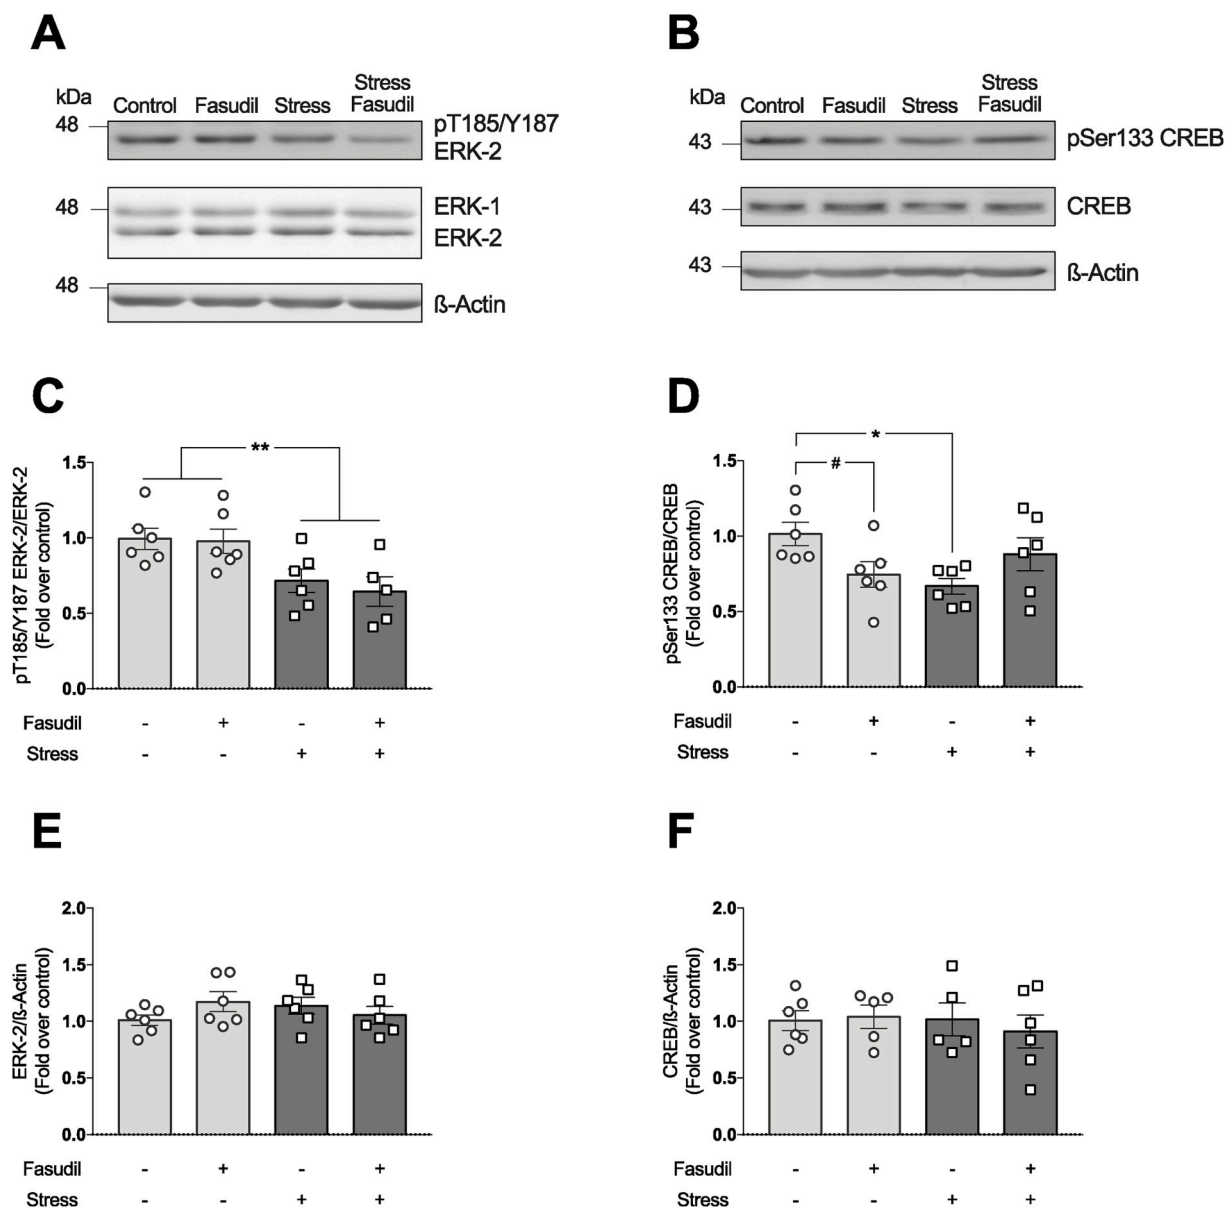 A
kDa
Control Fasudil Stress Stress Fasudil
48
pT185/Y187
ERK-2
48
ERK-1
ERK-2
48
ß-Actin
B
kDa
Control Fasudil Stress Stress Fasudil
43
pSer133 CREB
43
CREB
43
ß-Actin
C
pT185/Y187 ERK-2/ERK-2
(Fold over control)
1.5
1.0
0.5
0.0
**
Fasudil - + - +
Stress - - + +
D
pSer133 CREB/CREB
(Fold over control)
1.5
1.0
0.5
0.0
*
#
Fasudil - + - +
Stress - - + +
E
ERK-2/ß-Actin
(Fold over control)
2.0
1.5
1.0
0.5
0.0
Fasudil - + - +
Stress - - + +
F
CREB/ß-Actin
(Fold over control)
2.0
1.5
1.0
0.5
0.0
Fasudil - + - +
Stress - - + +